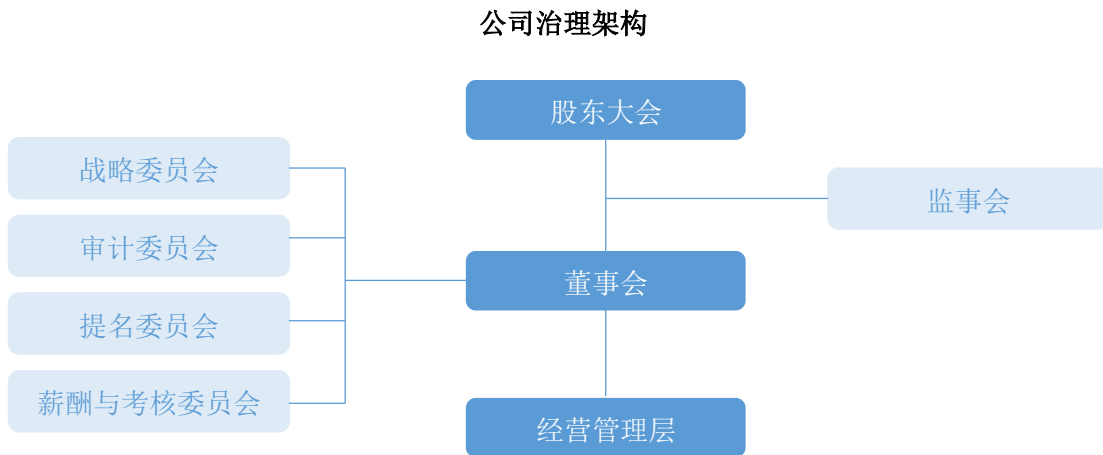 公司治理架构
股东大会
战略委员会
监事会
审计委员会
董事会
提名委员会
薪酬与考核委员会
经营管理层